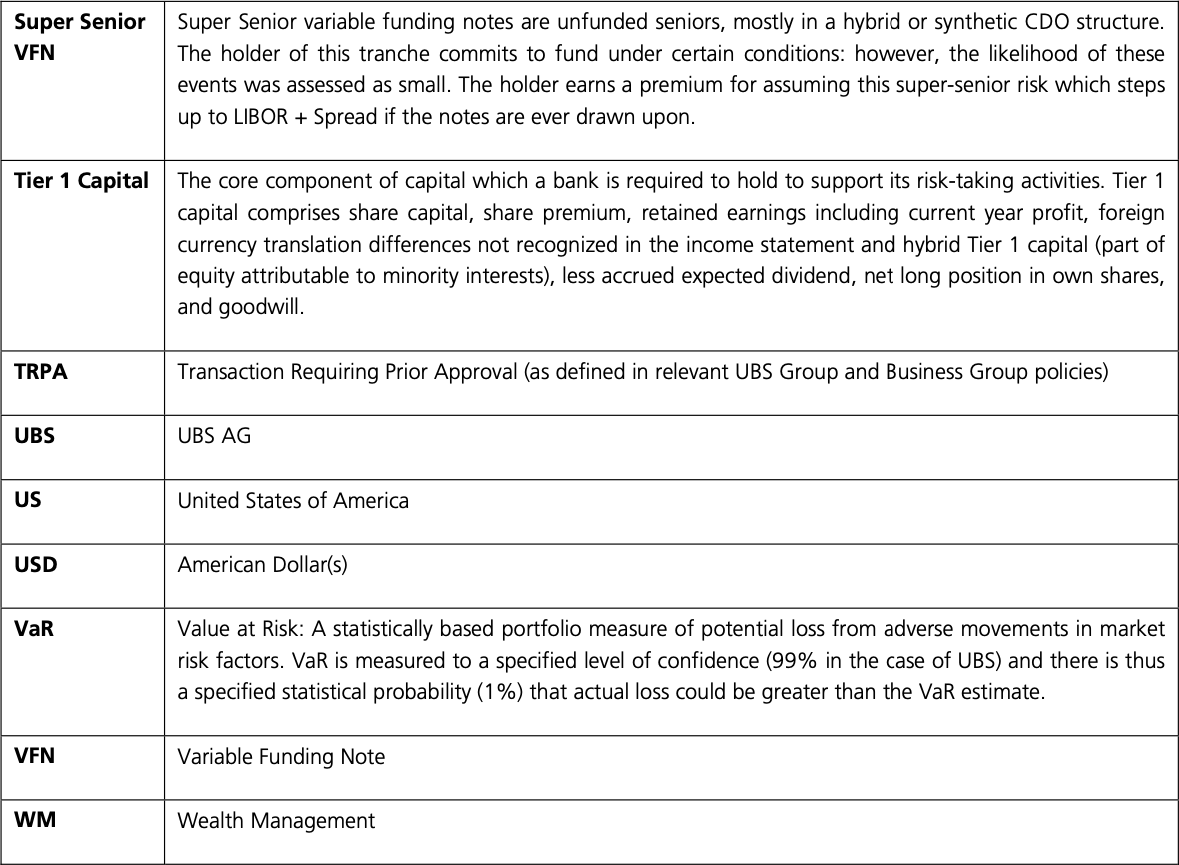 Super Senior VFN
Super Senior variable funding notes are unfunded seniors, mostly in a hybrid or synthetic CDO structure.
The holder of this tranche commits to fund under certain conditions: however, the likelihood of these
events was assessed as small. The holder earns a premium for assuming this super-senior risk which steps
up to LIBOR + Spread if the notes are ever drawn upon.
Tier 1 Capital
The core component of capital which a bank is required to hold to support its risk-taking activities. Tier 1
capital comprises share capital, share premium, retained earnings including current year profit, foreign
currency translation differences not recognized in the income statement and hybrid Tier 1 capital (part of
equity attributable to minority interests), less accrued expected dividend, net long position in own shares,
and goodwill.
TRPA
Transaction Requiring Prior Approval (as defined in relevant UBS Group and Business Group policies)
UBS
UBS AG
US
United States of America
USD
American Dollar(s)
VaR
Value at Risk: A statistically based portfolio measure of potential loss from adverse movements in market
risk factors. VaR is measured to a specified level of confidence (99% in the case of UBS) and there is thus
a specified statistical probability (1%) that actual loss could be greater than the VaR estimate.
VFN
Variable Funding Note
WM
Wealth Management